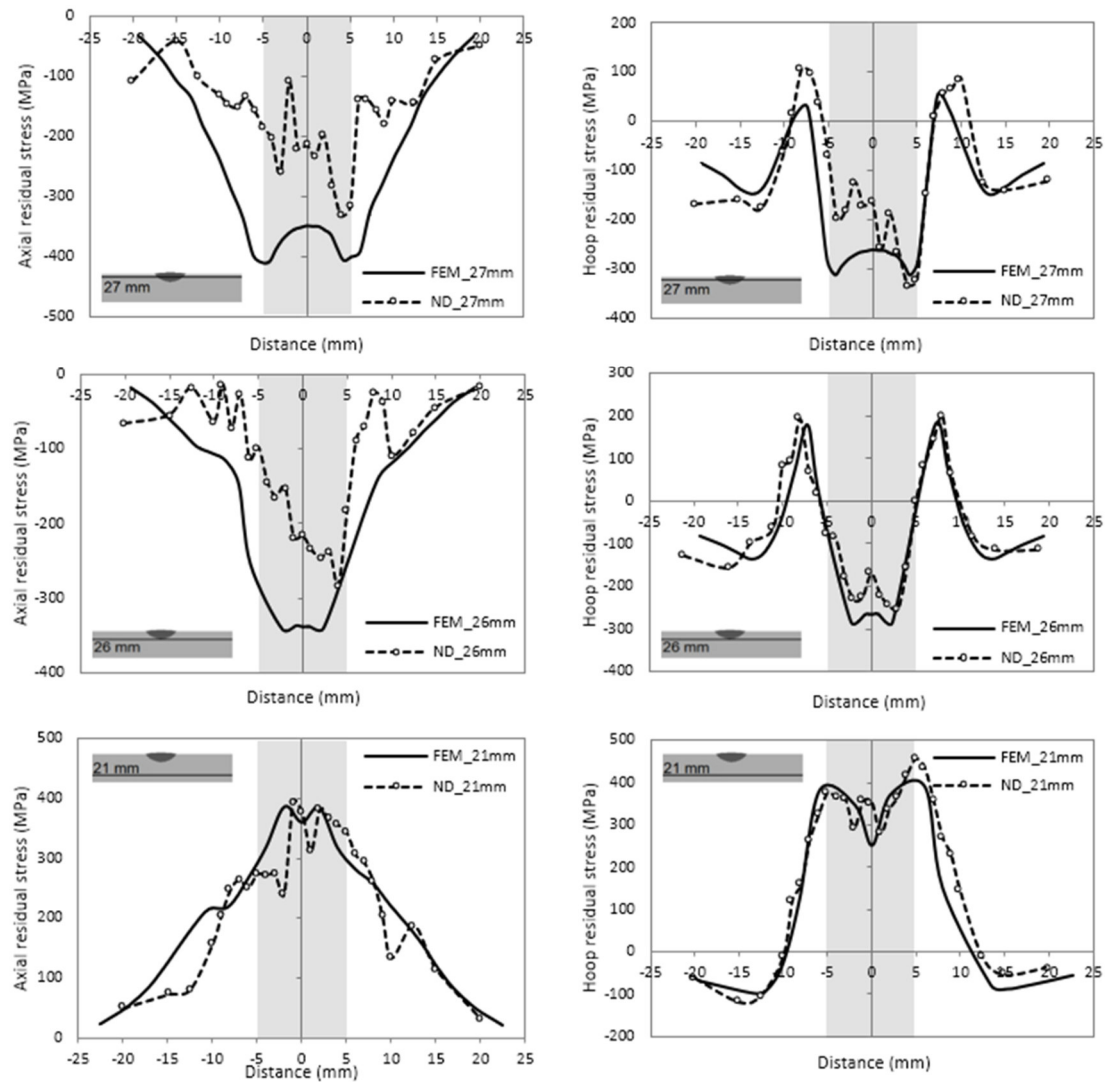 0
-25 -20 -15 -10 -5 0 5 10 15 20 25
-100
-200
-300
-400
-500
Axial residual stress (MPa)
27 mm
FEM_27mm
ND_27mm
Distance (mm)
200
100
0
-25 -20 -15 -10 -5 0 5 10 15 20 25
-100
-200
-300
-400
Hoop residual stress (MPa)
27 mm
FEM_27mm
ND_27mm
Distance (mm)
0
-25 -20 -15 -10 -5 0 5 10 15 20 25
-100
-200
-300
-400
Axial residual stress (MPa)
26 mm
FEM_26mm
ND_26mm
Distance (mm)
300
200
100
0
-25 -20 -15 -10 -5 0 5 10 15 20 25
-100
-200
-300
-400
Hoop residual stress (MPa)
26 mm
FEM_26mm
ND_26mm
Distance (mm)
500
400
300
200
100
0
Axial residual stress (MPa)
21 mm
FEM_21mm
ND_21mm
-25 -20 -15 -10 -5 0 5 10 15 20 25
Distance (mm)
500
400
300
200
100
0
-25 -20 -15 -10 -5 0 5 10 15 20 25
-100
-200
Hoop residual stress (MPa)
21 mm
FEM_21mm
ND_21mm
Distance (mm)